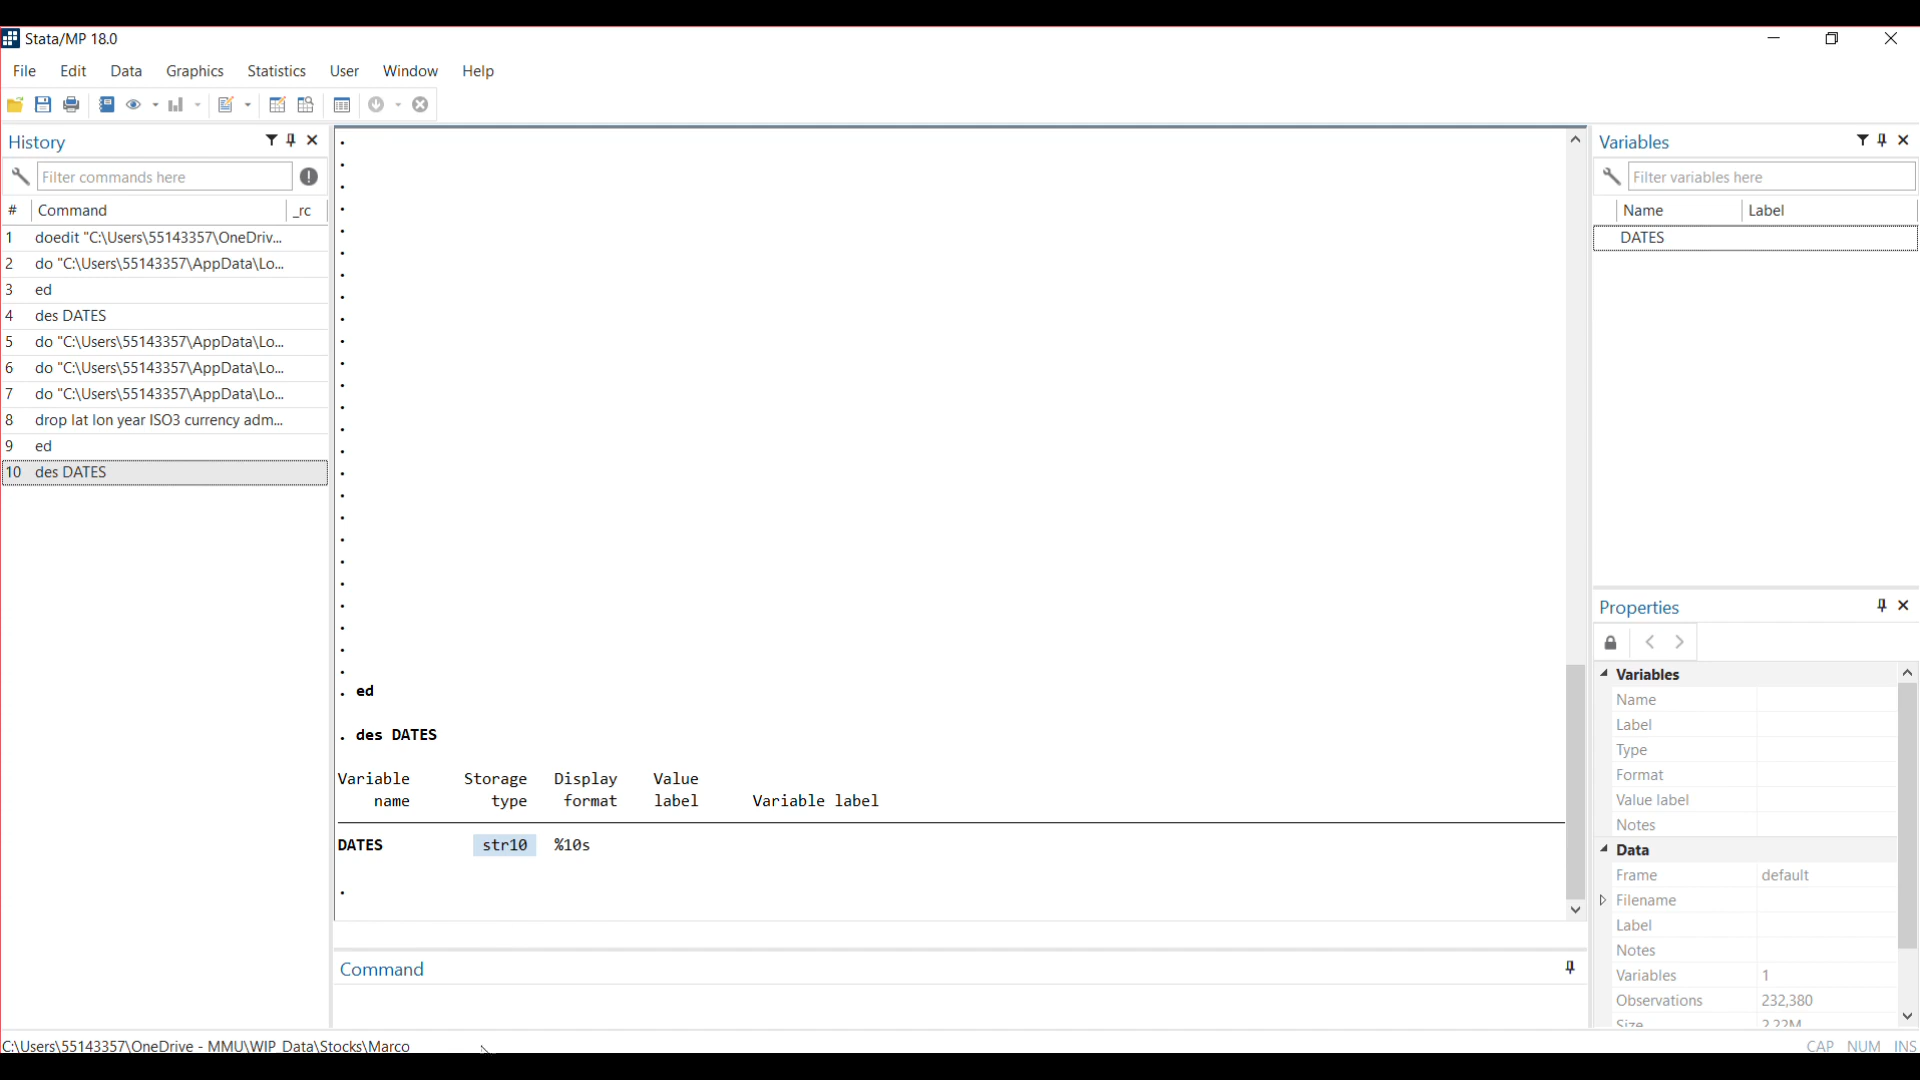 Stata/MP 18.0
File Edit Data Graphics Statistics User Window Help
History
Filter commands here
# Command _rc
1 doedit "C:\Users\55143357\OneDriv...
2 do "C:\Users\55143357\AppData\Lo...
3 ed
4 des DATES
5 do "C:\Users\55143357\AppData\Lo...
6 do "C:\Users\55143357\AppData\Lo...
7 do "C:\Users\55143357\AppData\Lo...
8 drop lat lon year ISO3 currency adm...
9 ed
10 des DATES
. ed
. des DATES
Variable Storage Display Value
name type format label Variable label
DATES str10 %10s
.
Command
Variables
Filter variables here
Name Label
DATES
Properties
Variables
Name
Label
Type
Format
Value label
Notes
Data
Frame default
Filename
Label
Notes
Variables 1
Observations 232,380
Size 2.22M
C:\Users\55143357\OneDrive - MMU\WIP Data\Stocks\Marco
CAP NUM INS